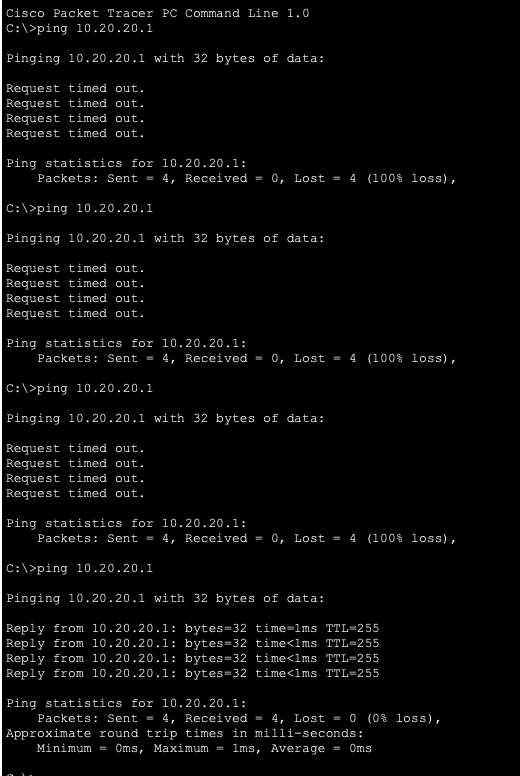 Cisco Packet Tracer PC Command Line 1.0
C:\>ping 10.20.20.1
Pinging 10.20.20.1 with 32 bytes of data:
Request timed out.
Request timed out.
Request timed out.
Request timed out.
Ping statistics for 10.20.20.1:
Packets: Sent = 4, Received = 0, Lost = 4 (100% loss),
C:\>ping 10.20.20.1
Pinging 10.20.20.1 with 32 bytes of data:
Request timed out.
Request timed out.
Request timed out.
Request timed out.
Ping statistics for 10.20.20.1:
Packets: Sent = 4, Received = 0, Lost = 4 (100% loss),
C:\>ping 10.20.20.1
Pinging 10.20.20.1 with 32 bytes of data:
Request timed out.
Request timed out.
Request timed out.
Request timed out.
Ping statistics for 10.20.20.1:
Packets: Sent = 4, Received = 0, Lost = 4 (100% loss),
C:\>ping 10.20.20.1
Pinging 10.20.20.1 with 32 bytes of data:
Reply from 10.20.20.1: bytes=32 time=1ms TTL=255
Reply from 10.20.20.1: bytes=32 time<1ms TTL=255
Reply from 10.20.20.1: bytes=32 time<1ms TTL=255
Reply from 10.20.20.1: bytes=32 time<1ms TTL=255
Ping statistics for 10.20.20.1:
Packets: Sent = 4, Received = 4, Lost = 0 (0% loss),
Approximate round trip times in milli-seconds:
Minimum = 0ms, Maximum = 1ms, Average = 0ms